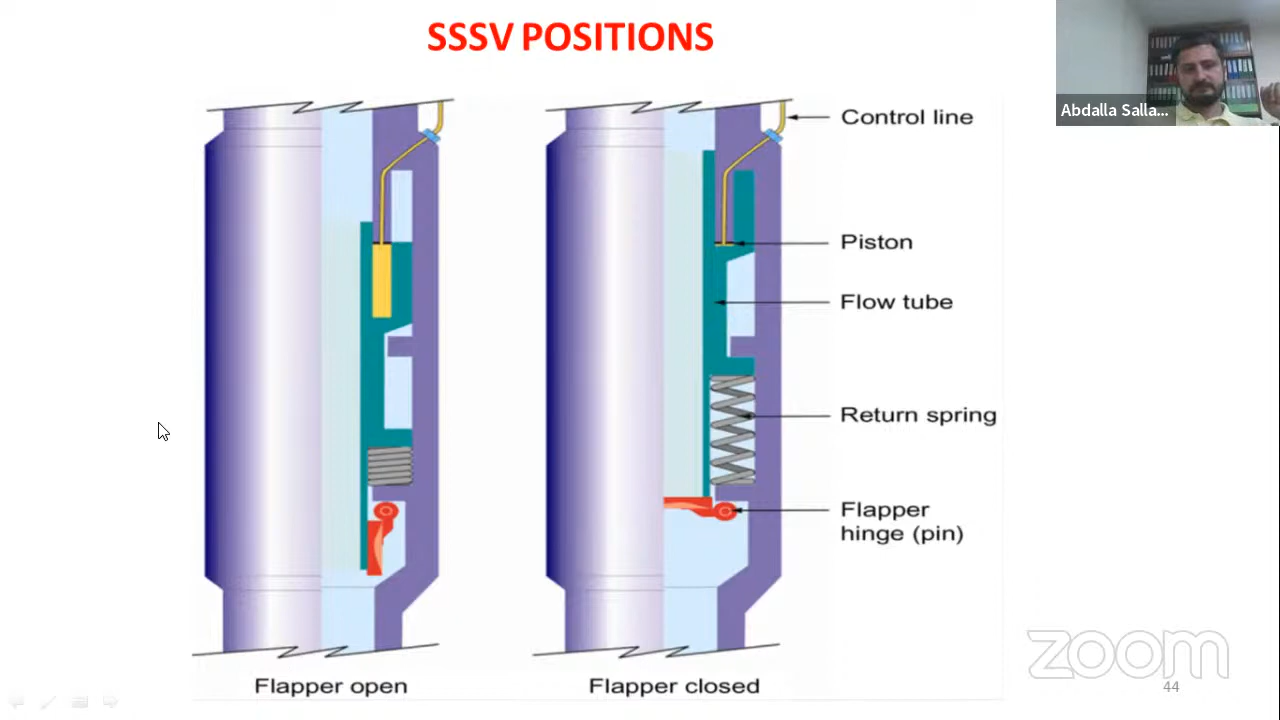 SSSV POSITIONS
Abdalla Salla...
Control line
Piston
Flow tube
Return spring
Flapper
hinge (pin)
Flapper open
Flapper closed
zoom
44